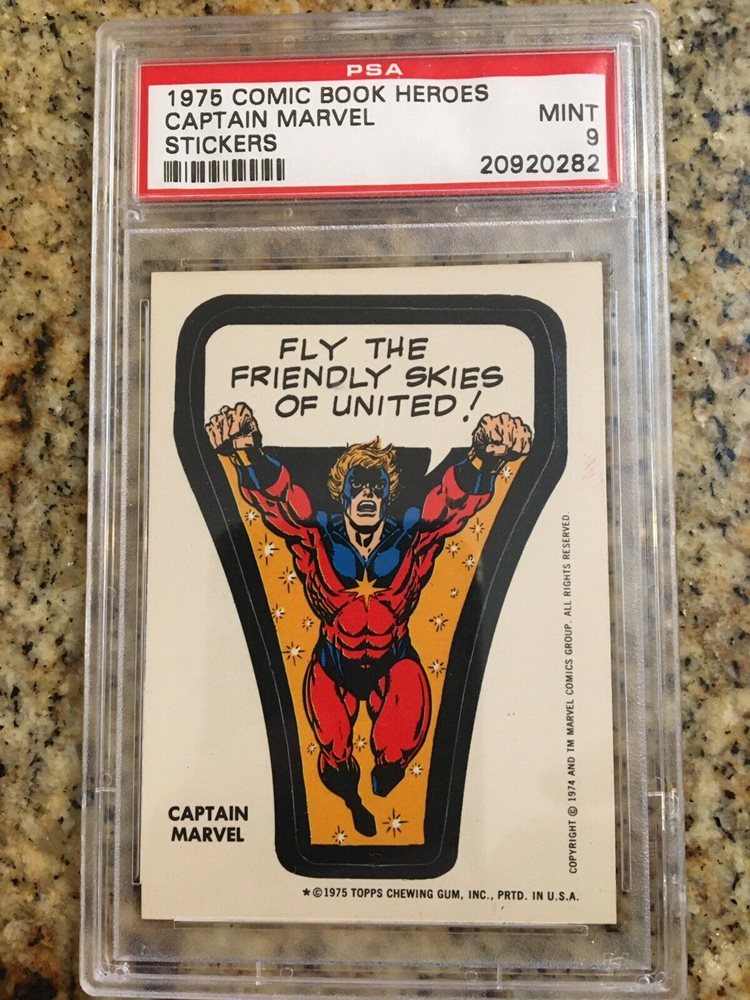 PSA
1975 COMIC BOOK HEROES
CAPTAIN MARVEL
STICKERS
MINT
9
20920282
FLY THE
FRIENDLY SKIES
OF UNITED!
CAPTAIN
MARVEL
COPYRIGHT © 1974 AND TM MARVEL COMICS GROUP. ALL RIGHTS RESERVED
*©1975 TOPPS CHEWING GUM, INC., PRTD. IN U.S.A.